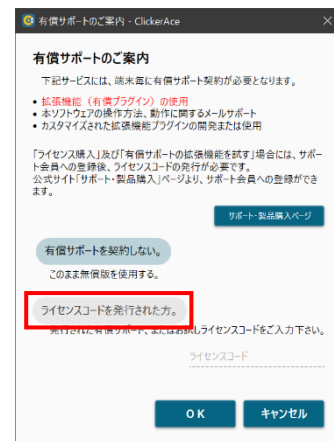 有償サポートのご案内 - ClickerAce
有償サポートのご案内
下記サービスには、端末毎に有償サポート契約が必要となります。
• 拡張機能（有償プラグイン）の使用
• 本ソフトウェアの操作方法、動作に関するメールサポート
• カスタマイズされた拡張機能プラグインの開発または使用
「ライセンス購入」及び「有償サポートの拡張機能を試す」場合には、サポー
ト会員への登録後、ライセンスコードの発行が必要です。
公式サイト「サポート・製品購入」ページより、サポート会員への登録ができ
ます。
サポート・製品購入ページ
有償サポートを契約しない。
このまま無償版を使用する。
ライセンスコードを発行された方。
発行された有償サポート、またはお試しライセンスコードをご入力下さい。
ライセンスコード
OK キャンセル